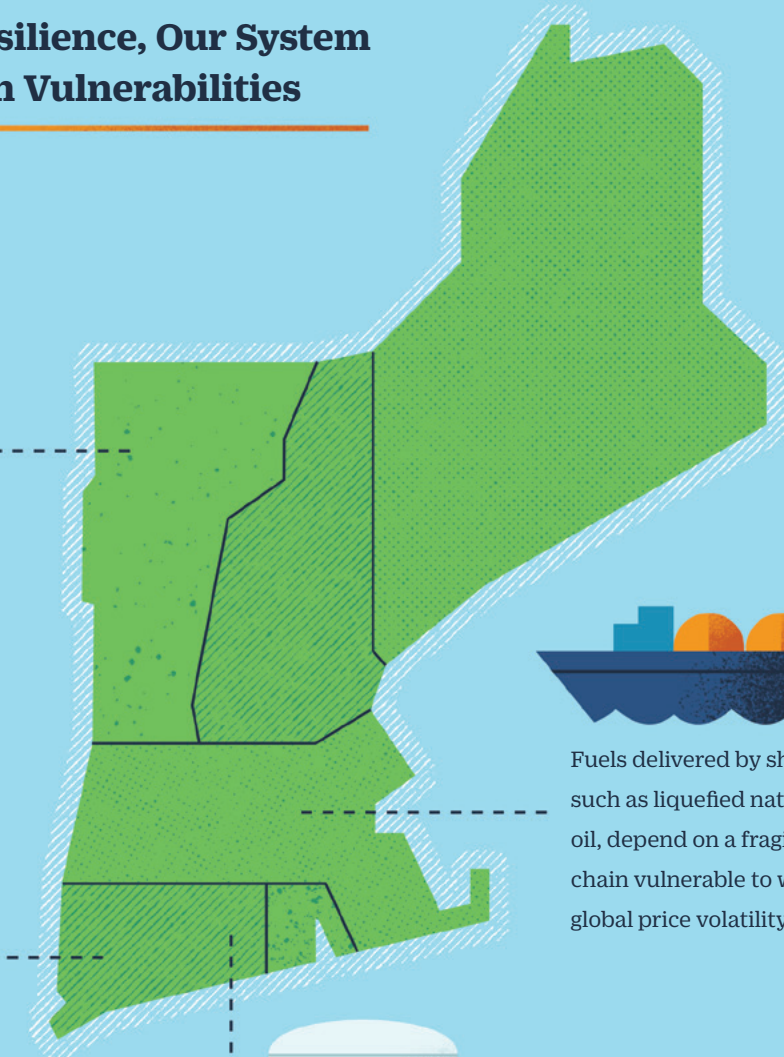 silience, Our System
Vulnerabilities
Fuels delivered by sh
such as liquefied nat
oil, depend on a fragi
chain vulnerable to w
global price volatility